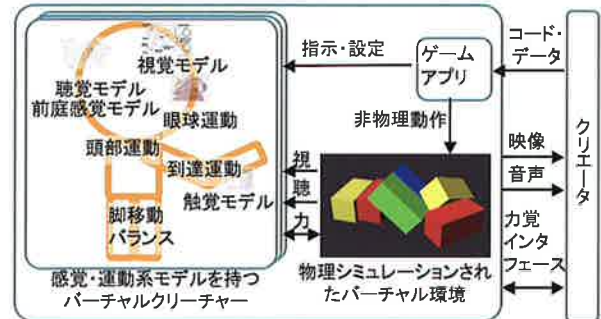 視覚モデル
聴覚モデル
前庭感覚モデル
眼球運動
頭部運動
到達運動
触覚モデル
脚移動
バランス
感覚・運動系モデルを持つ
バーチャルクリーチャー
指示・設定
ゲーム
アプリ
非物理動作
視
聴
力
物理シミュレーションされ
たバーチャル環境
コード・
データ
映像
音声
力覚
インタ
フェース
クリエータ